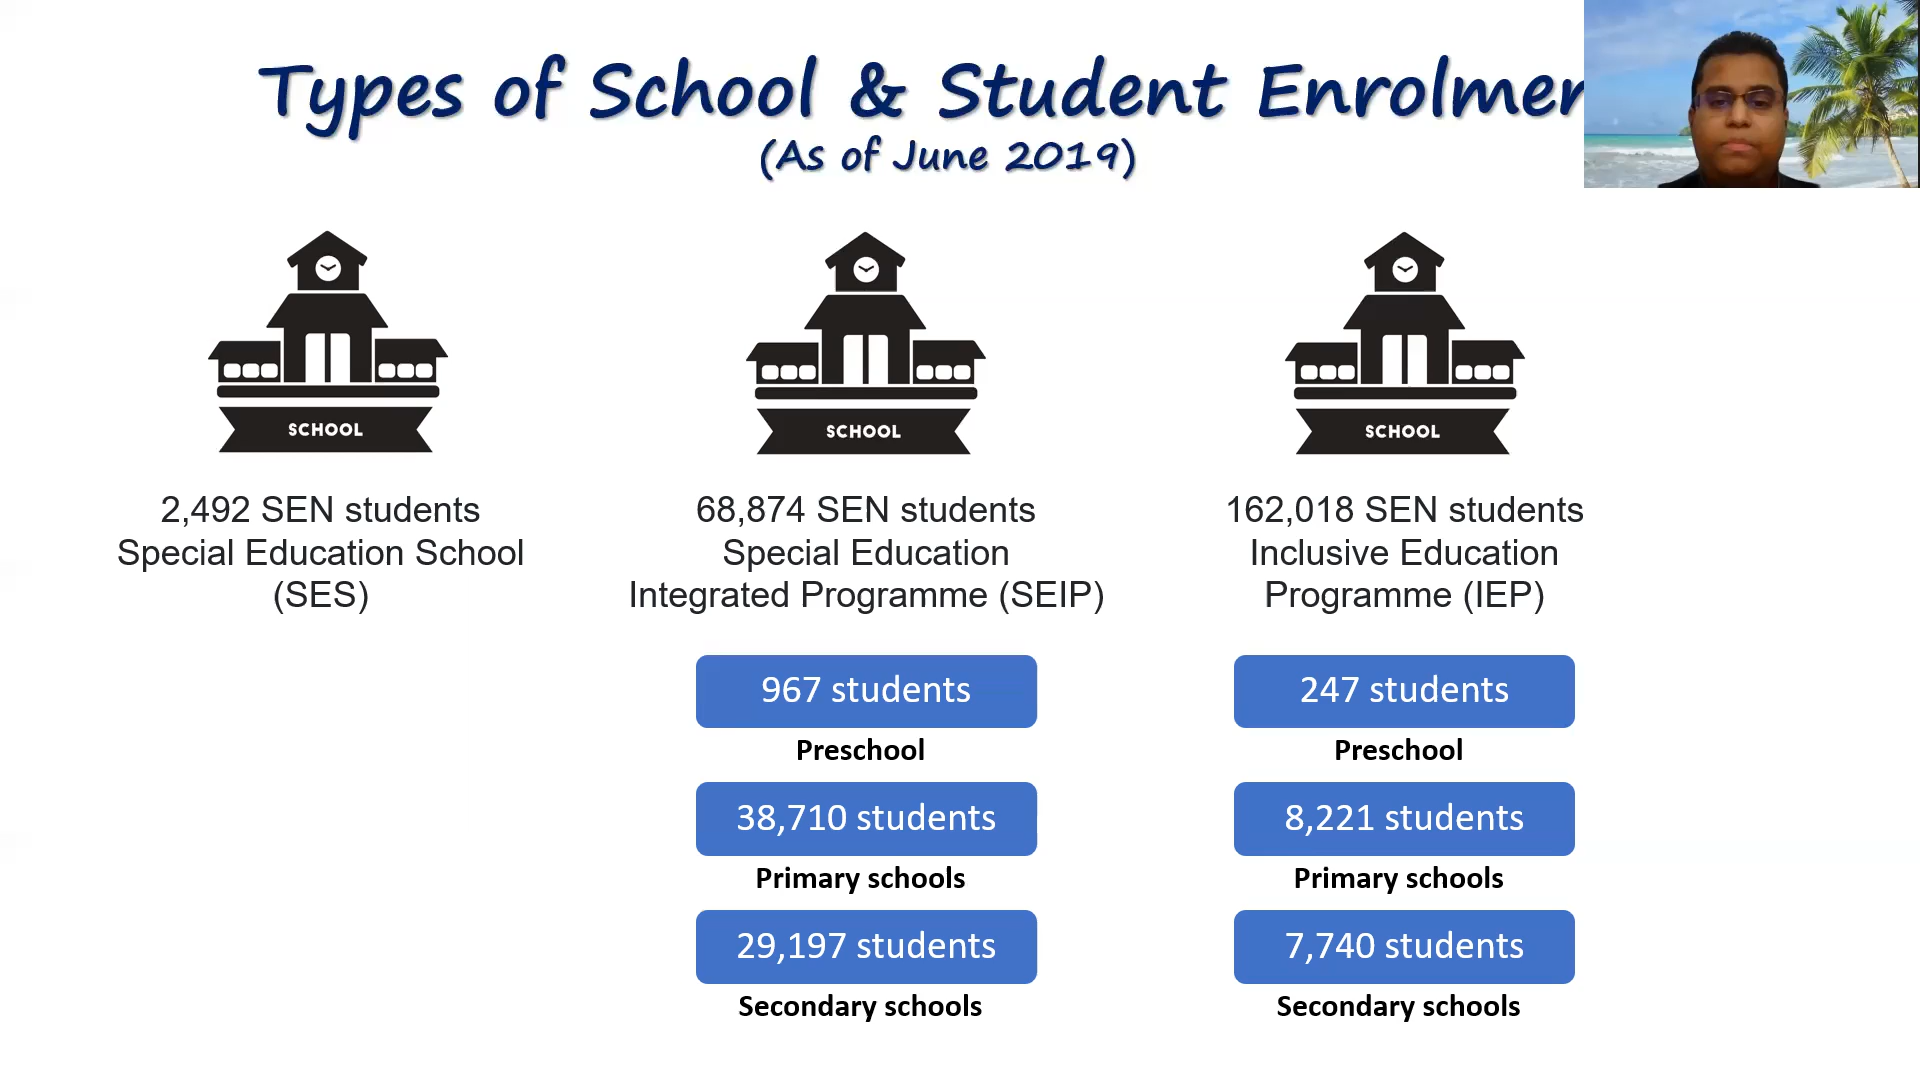 Types of School & Student Enrolmen
(As of June 2019)
SCHOOL
SCHOOL
SCHOOL
2,492 SEN students
Special Education School
(SES)
68,874 SEN students
Special Education
Integrated Programme (SEIP)
162,018 SEN students
Inclusive Education
Programme (IEP)
967 students
Preschool
38,710 students
Primary schools
29,197 students
Secondary schools
247 students
Preschool
8,221 students
Primary schools
7,740 students
Secondary schools